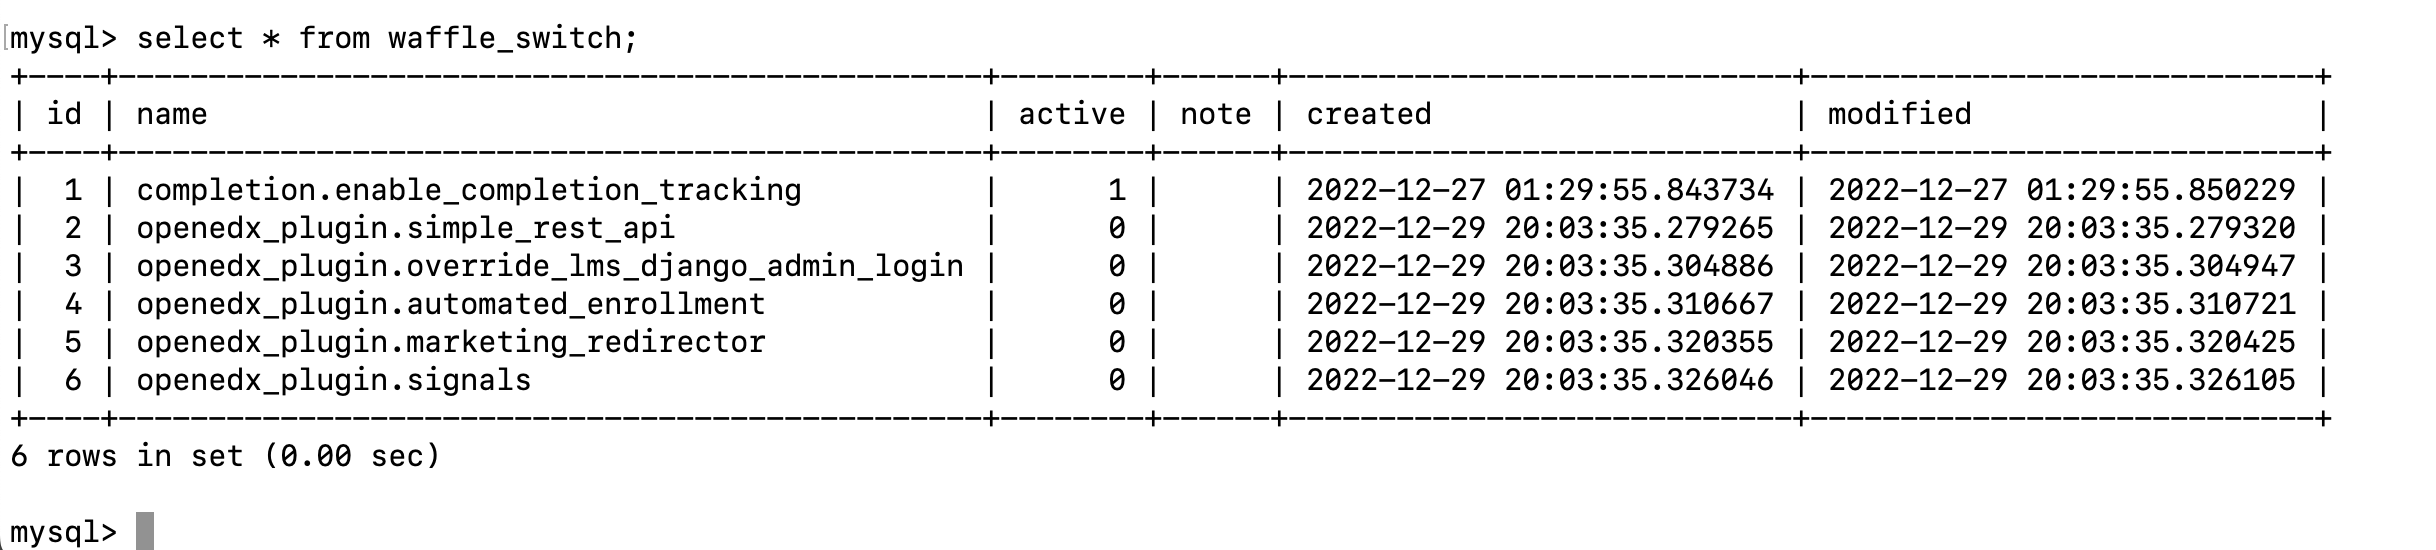 mysql> select * from waffle_switch;
+----+------------------------------------------------+--------+------+----------------------------+----------------------------+
| id | name                                           | active | note | created                    | modified                   |
+----+------------------------------------------------+--------+------+----------------------------+----------------------------+
|  1 | completion.enable_completion_tracking          |      1 |      | 2022-12-27 01:29:55.843734 | 2022-12-27 01:29:55.850229 |
|  2 | openedx_plugin.simple_rest_api                 |      0 |      | 2022-12-29 20:03:35.279265 | 2022-12-29 20:03:35.279320 |
|  3 | openedx_plugin.override_lms_django_admin_login |      0 |      | 2022-12-29 20:03:35.304886 | 2022-12-29 20:03:35.304947 |
|  4 | openedx_plugin.automated_enrollment            |      0 |      | 2022-12-29 20:03:35.310667 | 2022-12-29 20:03:35.310721 |
|  5 | openedx_plugin.marketing_redirector            |      0 |      | 2022-12-29 20:03:35.320355 | 2022-12-29 20:03:35.320425 |
|  6 | openedx_plugin.signals                         |      0 |      | 2022-12-29 20:03:35.326046 | 2022-12-29 20:03:35.326105 |
+----+------------------------------------------------+--------+------+----------------------------+----------------------------+
6 rows in set (0.00 sec)
mysql>